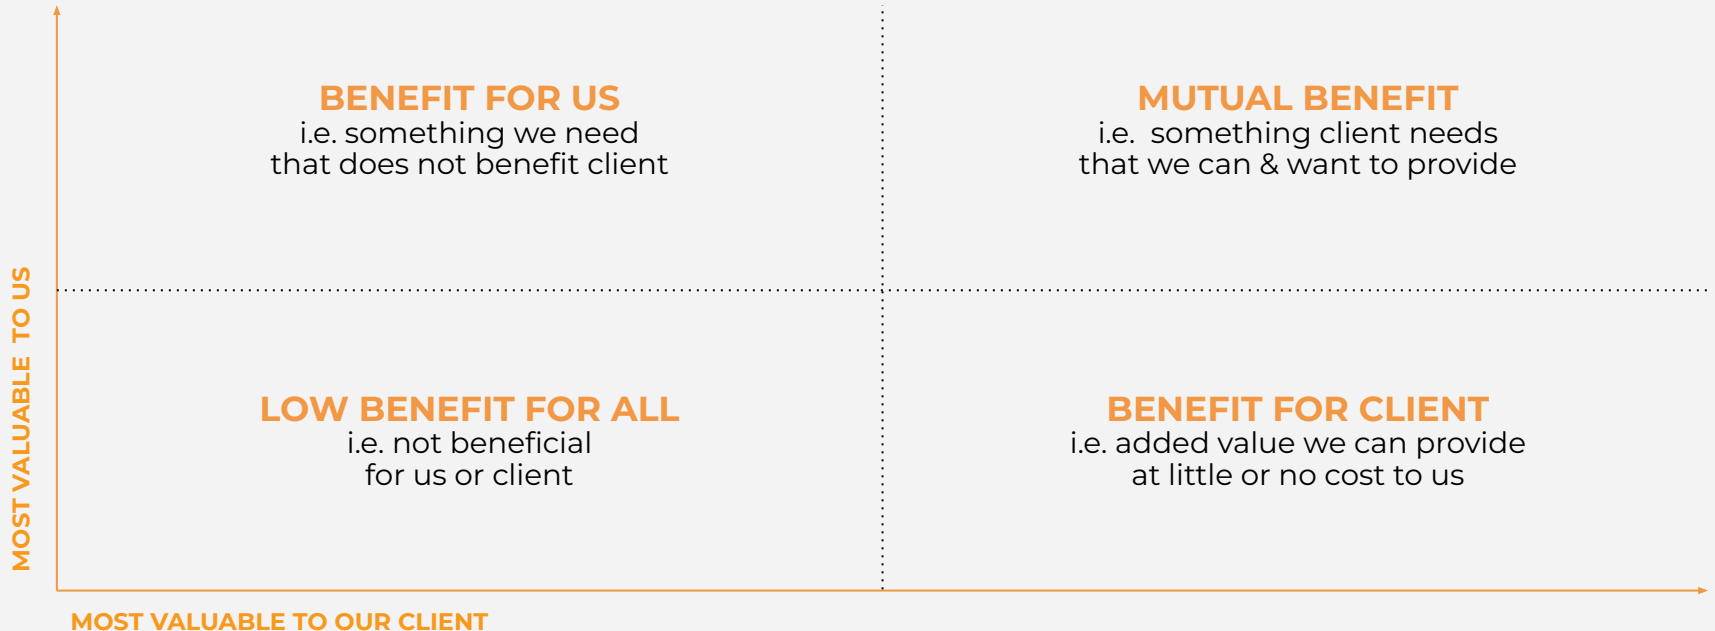 BENEFIT FOR US
i.e. something we need
that does not benefit client
MUTUAL BENEFIT
i.e. something client needs
that we can & want to provide
LOW BENEFIT FOR ALL
i.e. not beneficial
for us or client
BENEFIT FOR CLIENT
i.e. added value we can provide
at little or no cost to us
MOST VALUABLE TO US
MOST VALUABLE TO OUR CLIENT